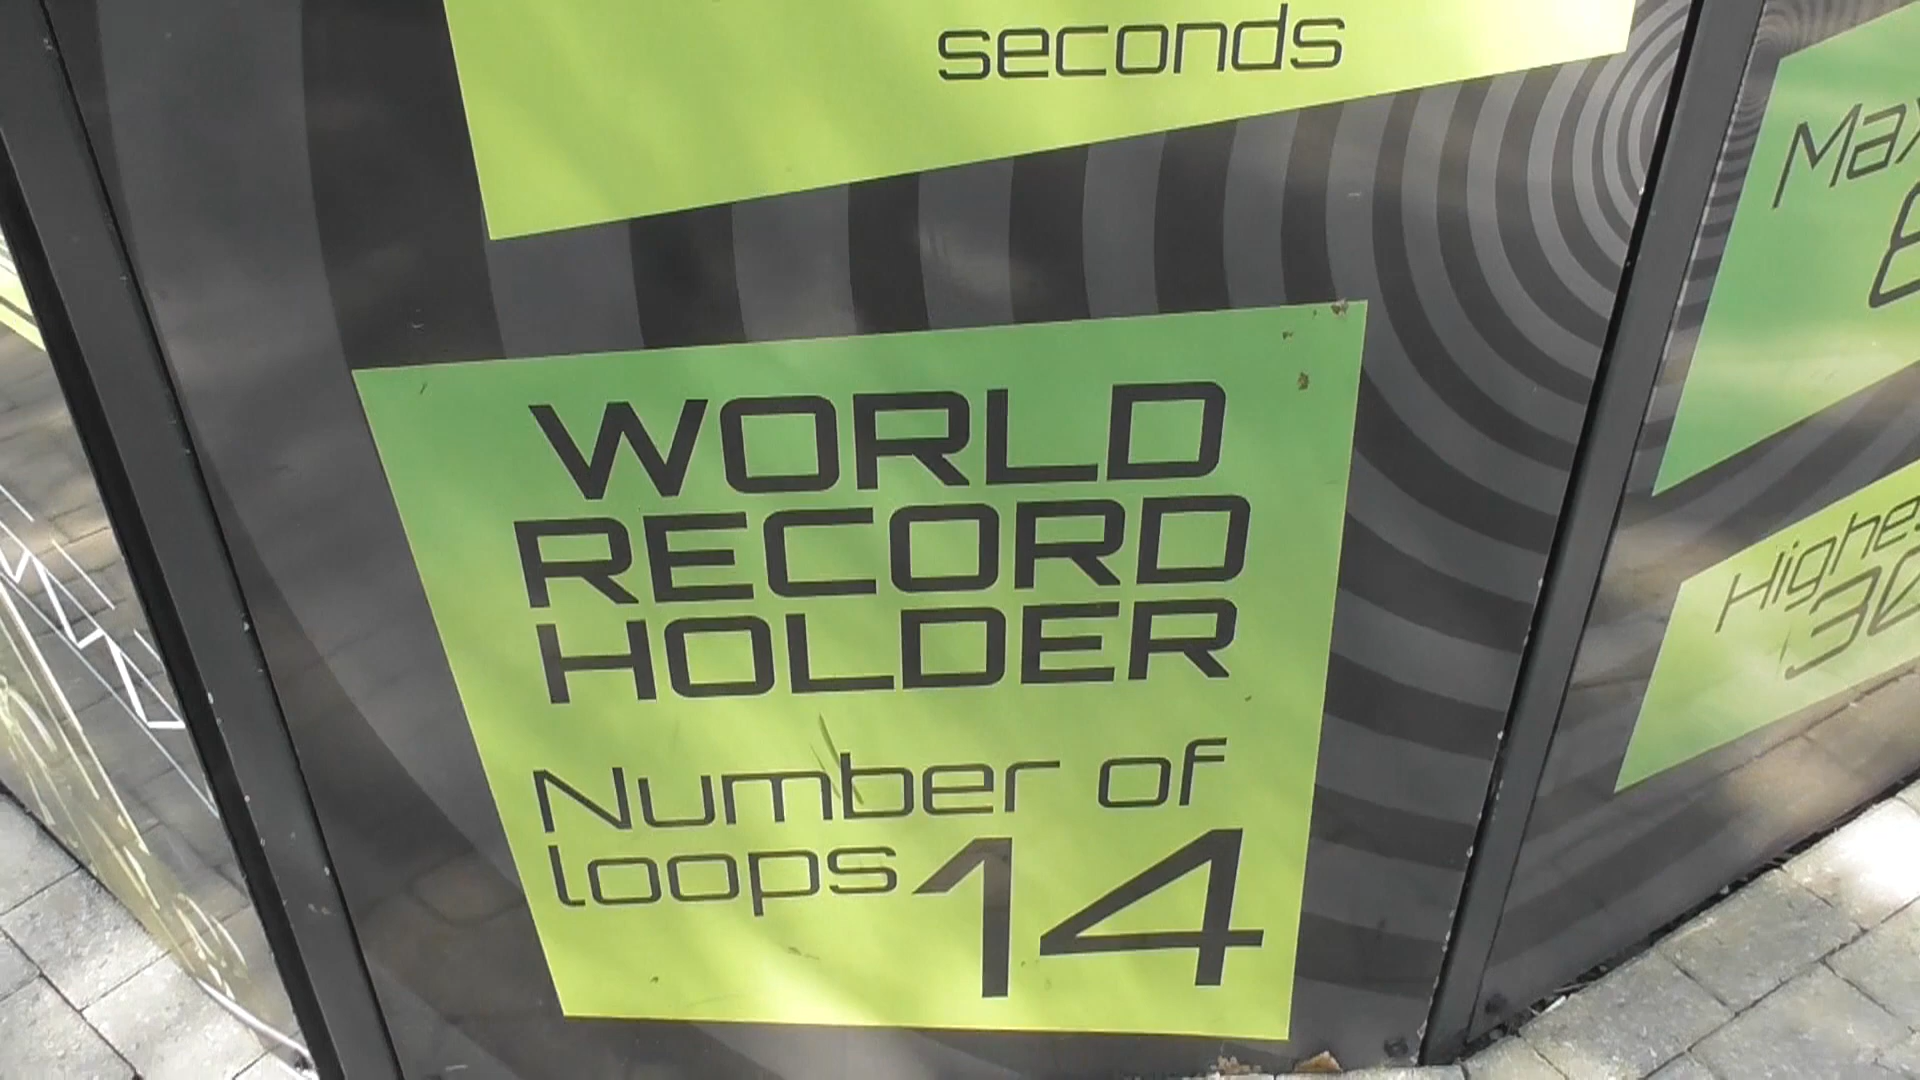 seconds
WORLD
RECORD
HOLDER
Number of
loops 14
Max
Highes
30